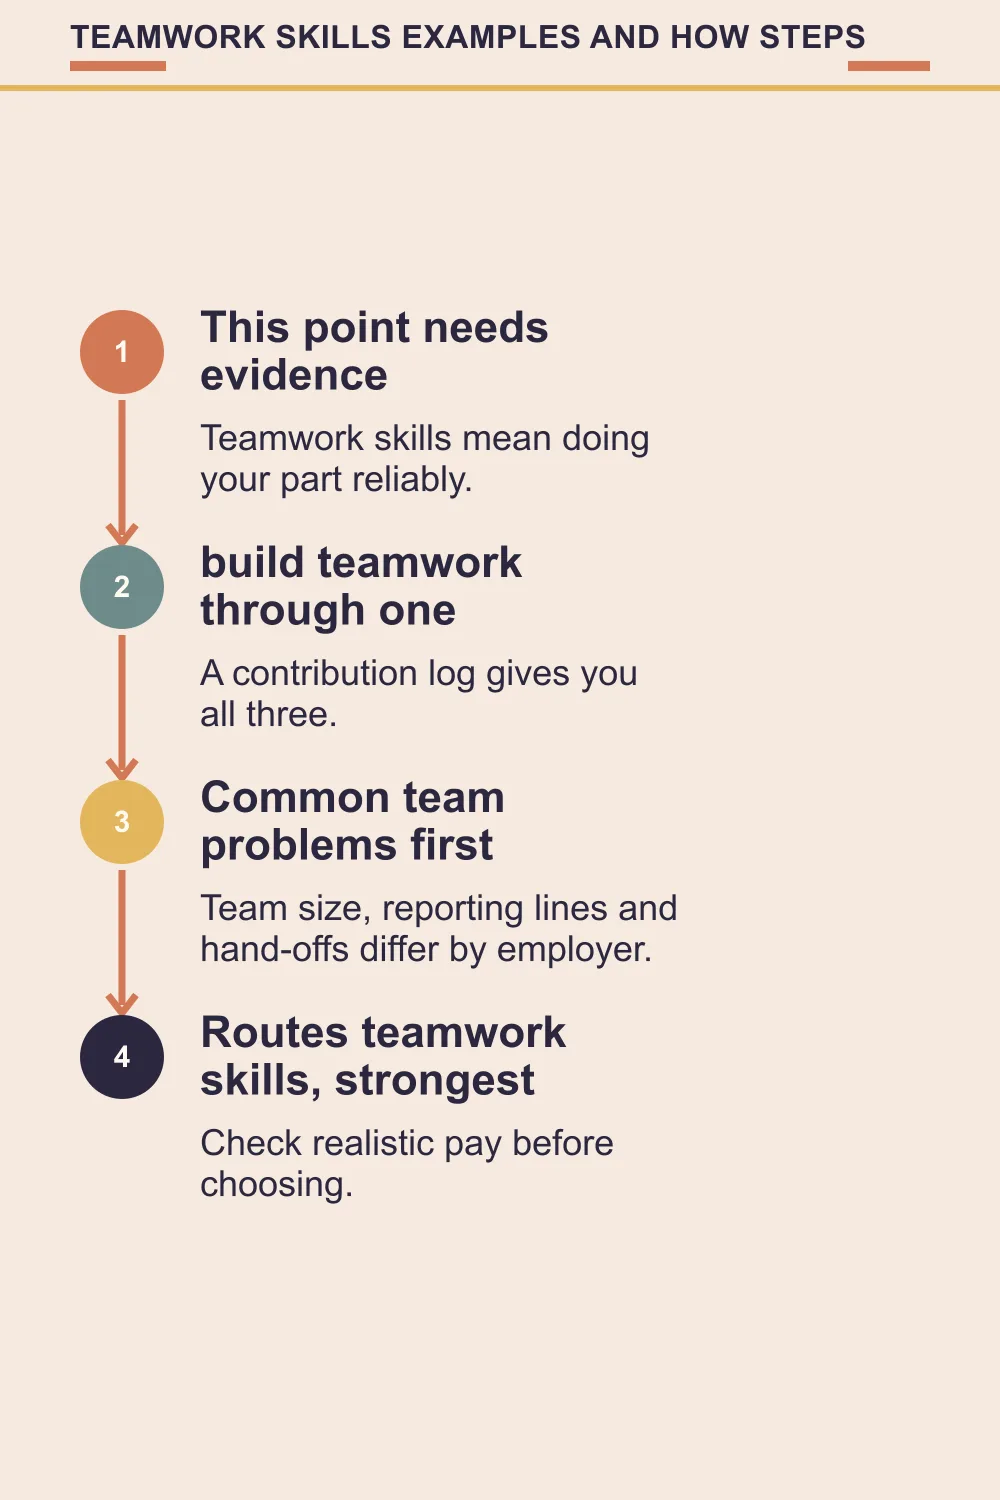 TEAMWORK SKILLS EXAMPLES AND HOW STEPS
1
This point needs
evidence
Teamwork skills mean doing
your part reliably.
2
build teamwork
through one
A contribution log gives you
all three.
3
Common team
problems first
Team size, reporting lines and
hand-offs differ by employer.
4
Routes teamwork
skills, strongest
Check realistic pay before
choosing.